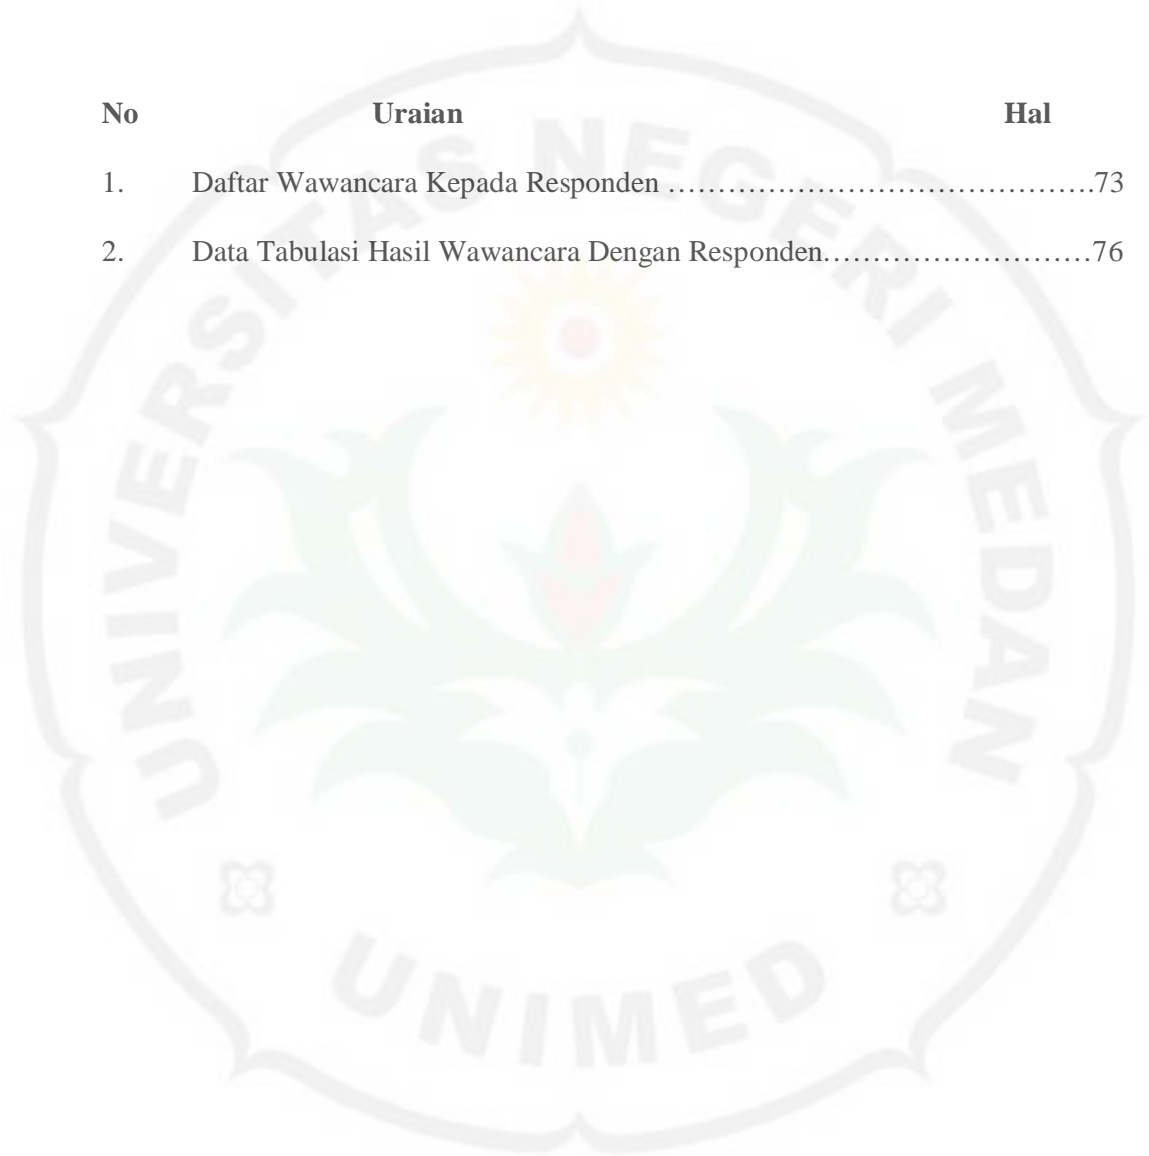 No Uraian Hal
1. Daftar Wawancara Kepada Responden …………………………………………….73
2. Data Tabulasi Hasil Wawancara Dengan Responden………………………76
UNIVERSITAS NEGERI MEDAN
UNIMED